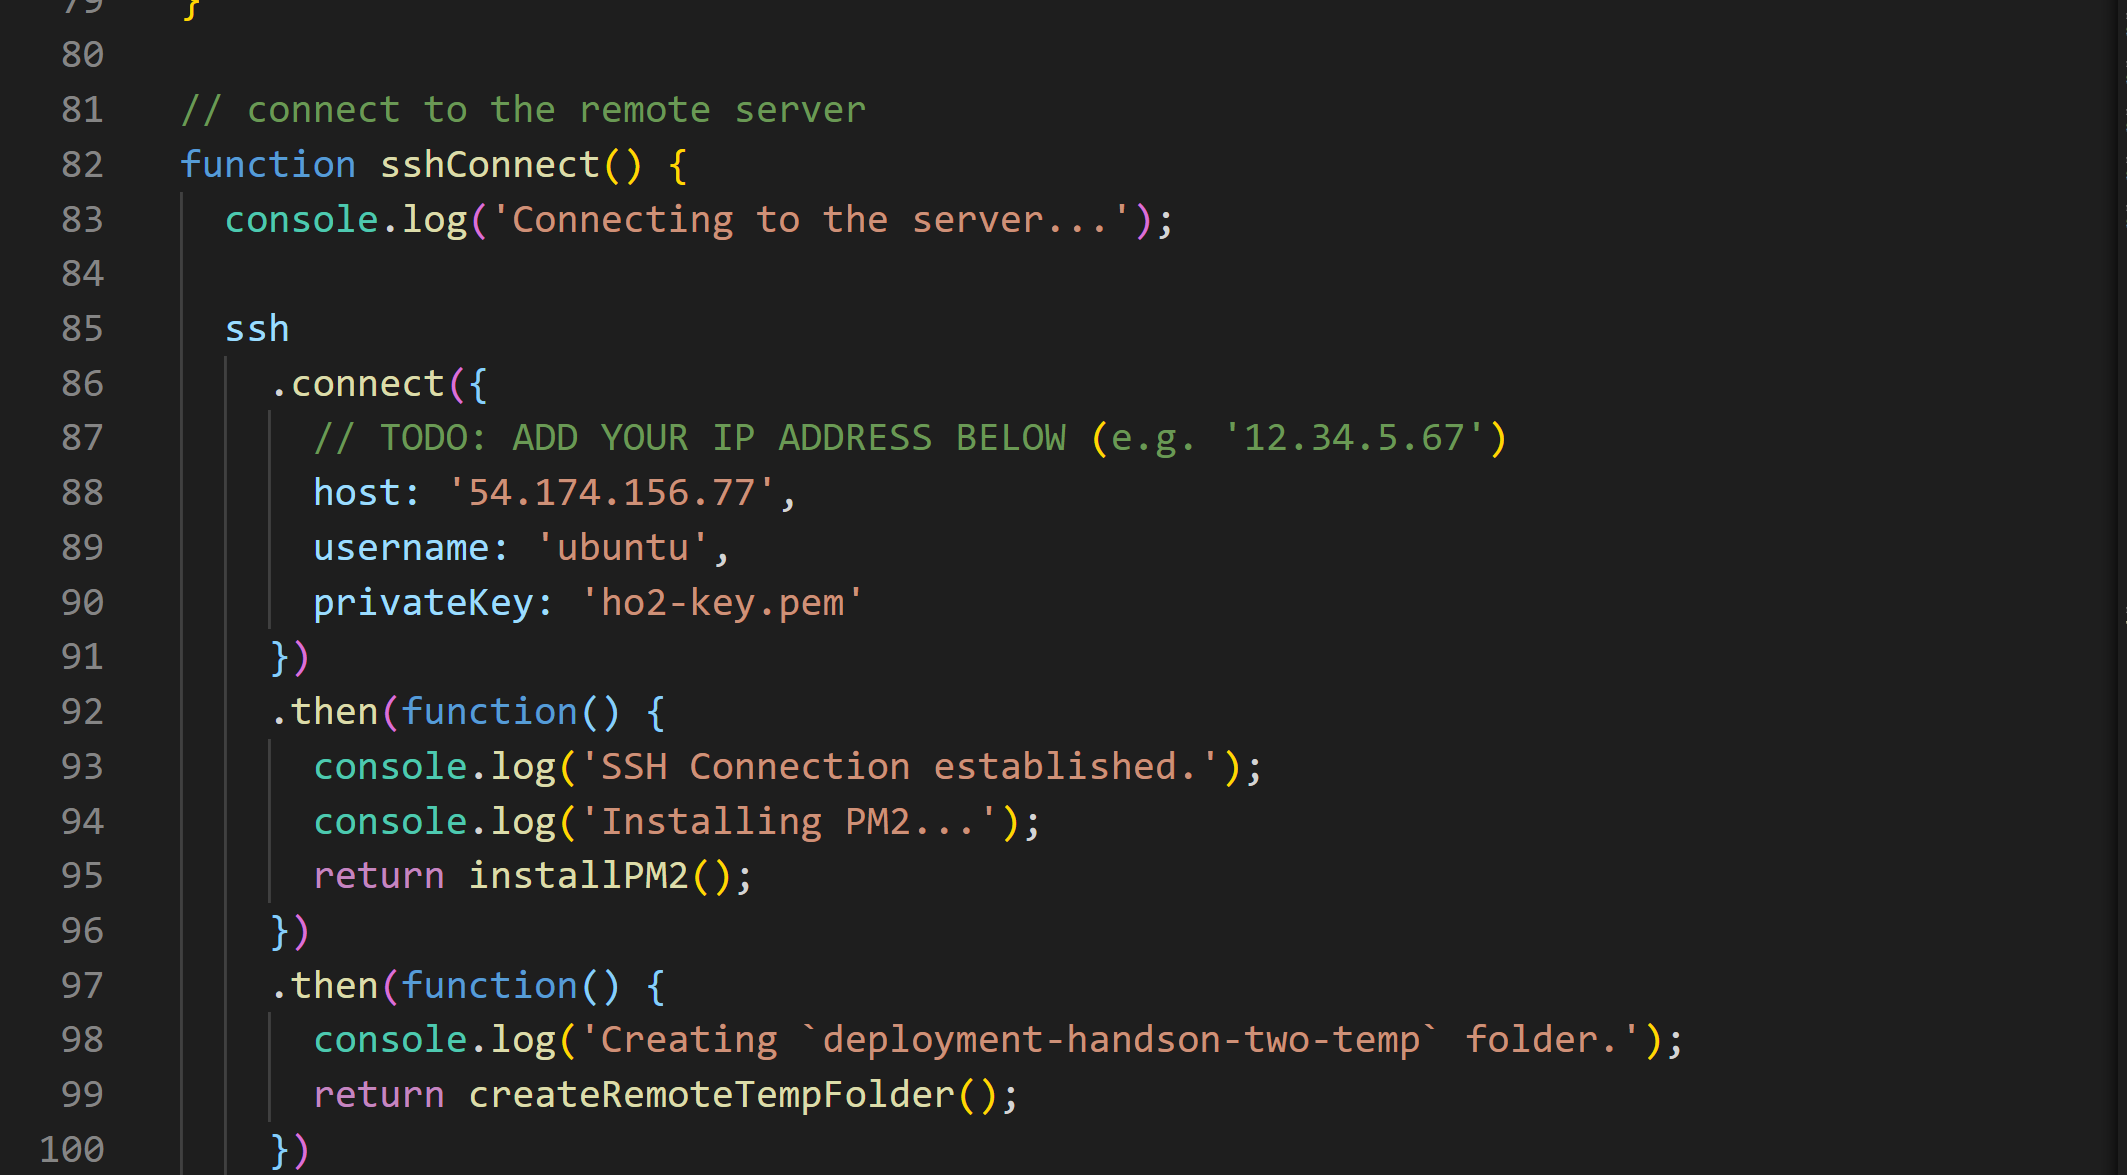 79 }
80
81 // connect to the remote server
82 function sshConnect() {
83 console.log('Connecting to the server...');
84
85 ssh
86 .connect({
87 // TODO: ADD YOUR IP ADDRESS BELOW (e.g. '12.34.5.67')
88 host: '54.174.156.77',
89 username: 'ubuntu',
90 privateKey: 'ho2-key.pem'
91 })
92 .then(function() {
93 console.log('SSH Connection established.');
94 console.log('Installing PM2...');
95 return installPM2();
96 })
97 .then(function() {
98 console.log('Creating `deployment-handson-two-temp` folder.');
99 return createRemoteTempFolder();
100 })